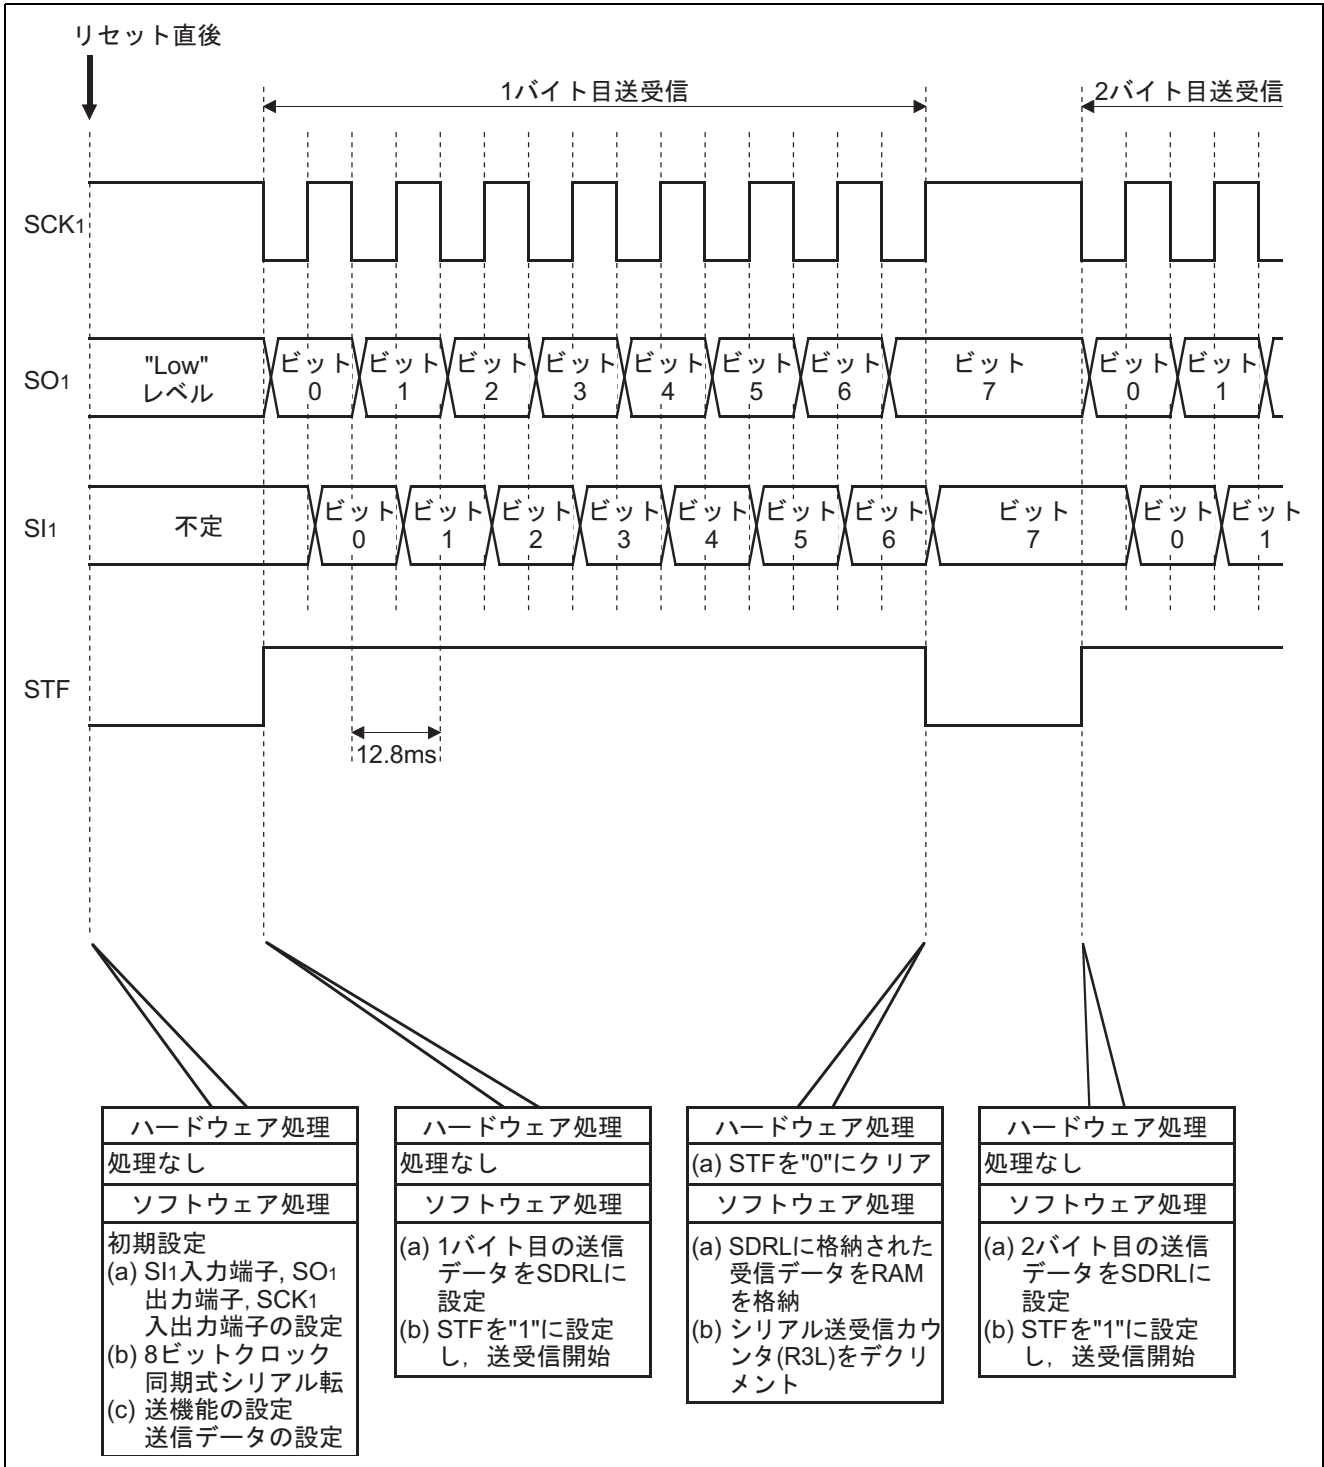 リセット直後
1バイト目送受信
2バイト目送受信
SCK1
SO1
"Low"
レベル
ビット
0
ビット
1
ビット
2
ビット
3
ビット
4
ビット
5
ビット
6
ビット
7
ビット
0
ビット
1
SI1
不定
ビット
0
ビット
1
ビット
2
ビット
3
ビット
4
ビット
5
ビット
6
ビット
7
ビット
0
ビット
1
STF
12.8ms
ハードウェア処理
処理なし
ソフトウェア処理
初期設定
(a) SI1入力端子, SO1
出力端子, SCK1
入出力端子の設定
(b) 8ビットクロック
同期式シリアル転
(c) 送機能の設定
送信データの設定
ハードウェア処理
処理なし
ソフトウェア処理
(a) 1バイト目の送信
データをSDRLに
設定
(b) STFを"1"に設定
し, 送受信開始
ハードウェア処理
(a) STFを"0"にクリア
ソフトウェア処理
(a) SDRLに格納された
受信データをRAM
を格納
(b) シリアル送受信カウ
ンタ(R3L)をデクリ
メント
ハードウェア処理
処理なし
ソフトウェア処理
(a) 2バイト目の送信
データをSDRLに
設定
(b) STFを"1"に設定
し, 送受信開始